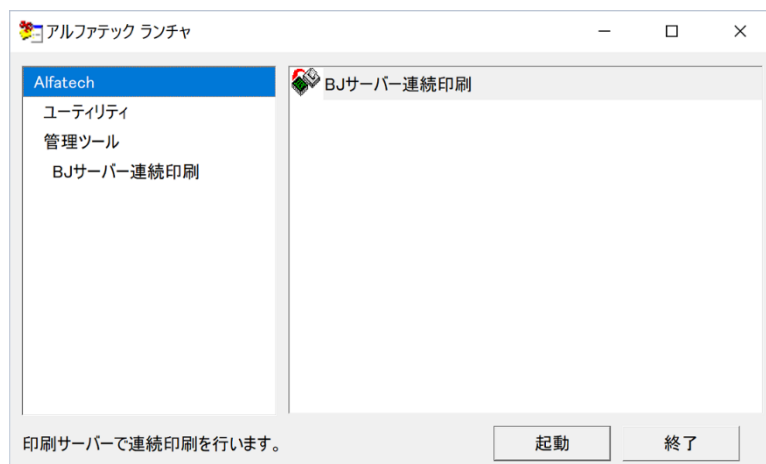 アルファテック ランチャ
Alfatech
ユーティリティ
管理ツール
BJサーバー連続印刷
BJサーバー連続印刷
印刷サーバーで連続印刷を行います。
起動
終了